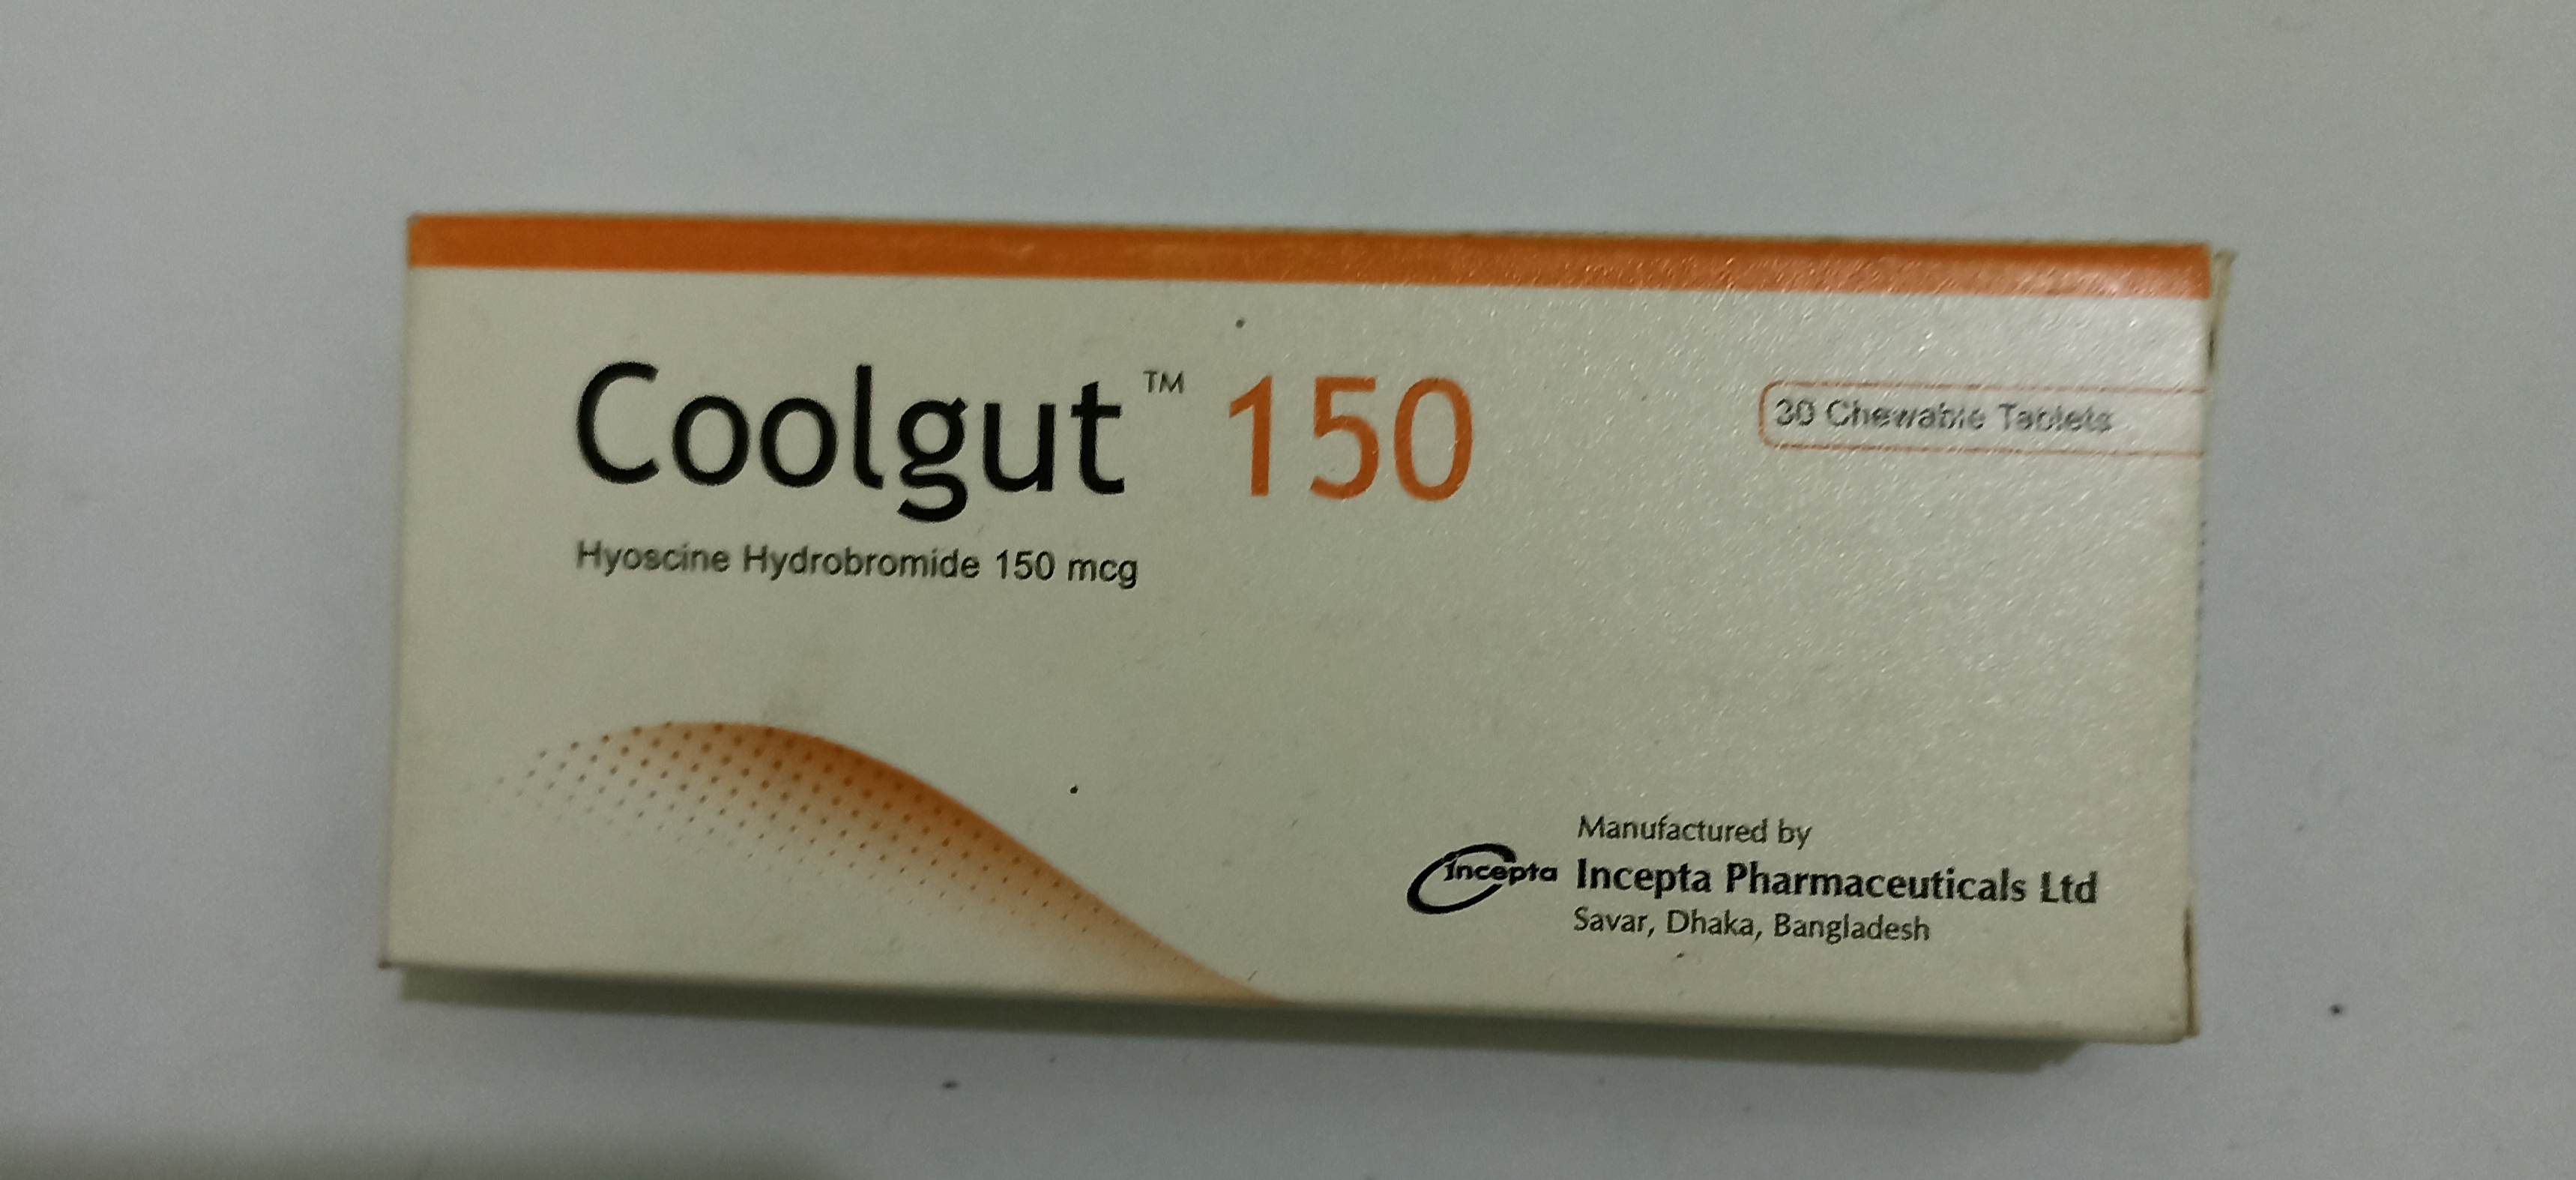 Coolgut™ 150
30 Chewable Tablets
Hyoscine Hydrobromide 150 mcg
Manufactured by
incepta Incepta Pharmaceuticals Ltd
Savar, Dhaka, Bangladesh